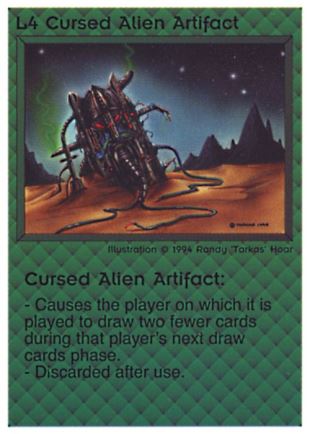 L4 Cursed Alien Artifact
Illustration © 1994 Randy 'Tarkas' Hoar
Cursed Alien Artifact:
- Causes the player on which it is
played to draw two fewer cards
during that player's next draw
cards phase.
- Discarded after use.